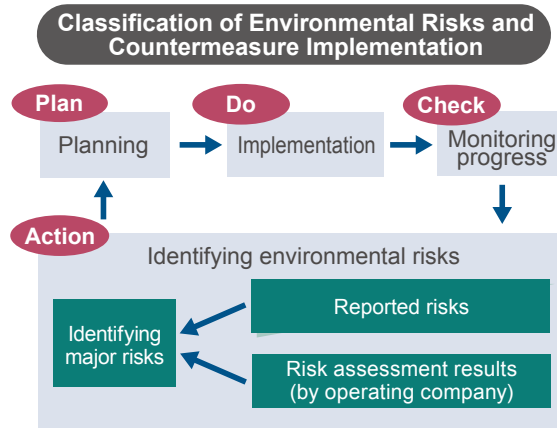 Classification of Environmental Risks and
Countermeasure Implementation
Plan
Planning
Do
Implementation
Check
Monitoring
progress
Action
Identifying environmental risks
Identifying
major risks
Reported risks
Risk assessment results
(by operating company)